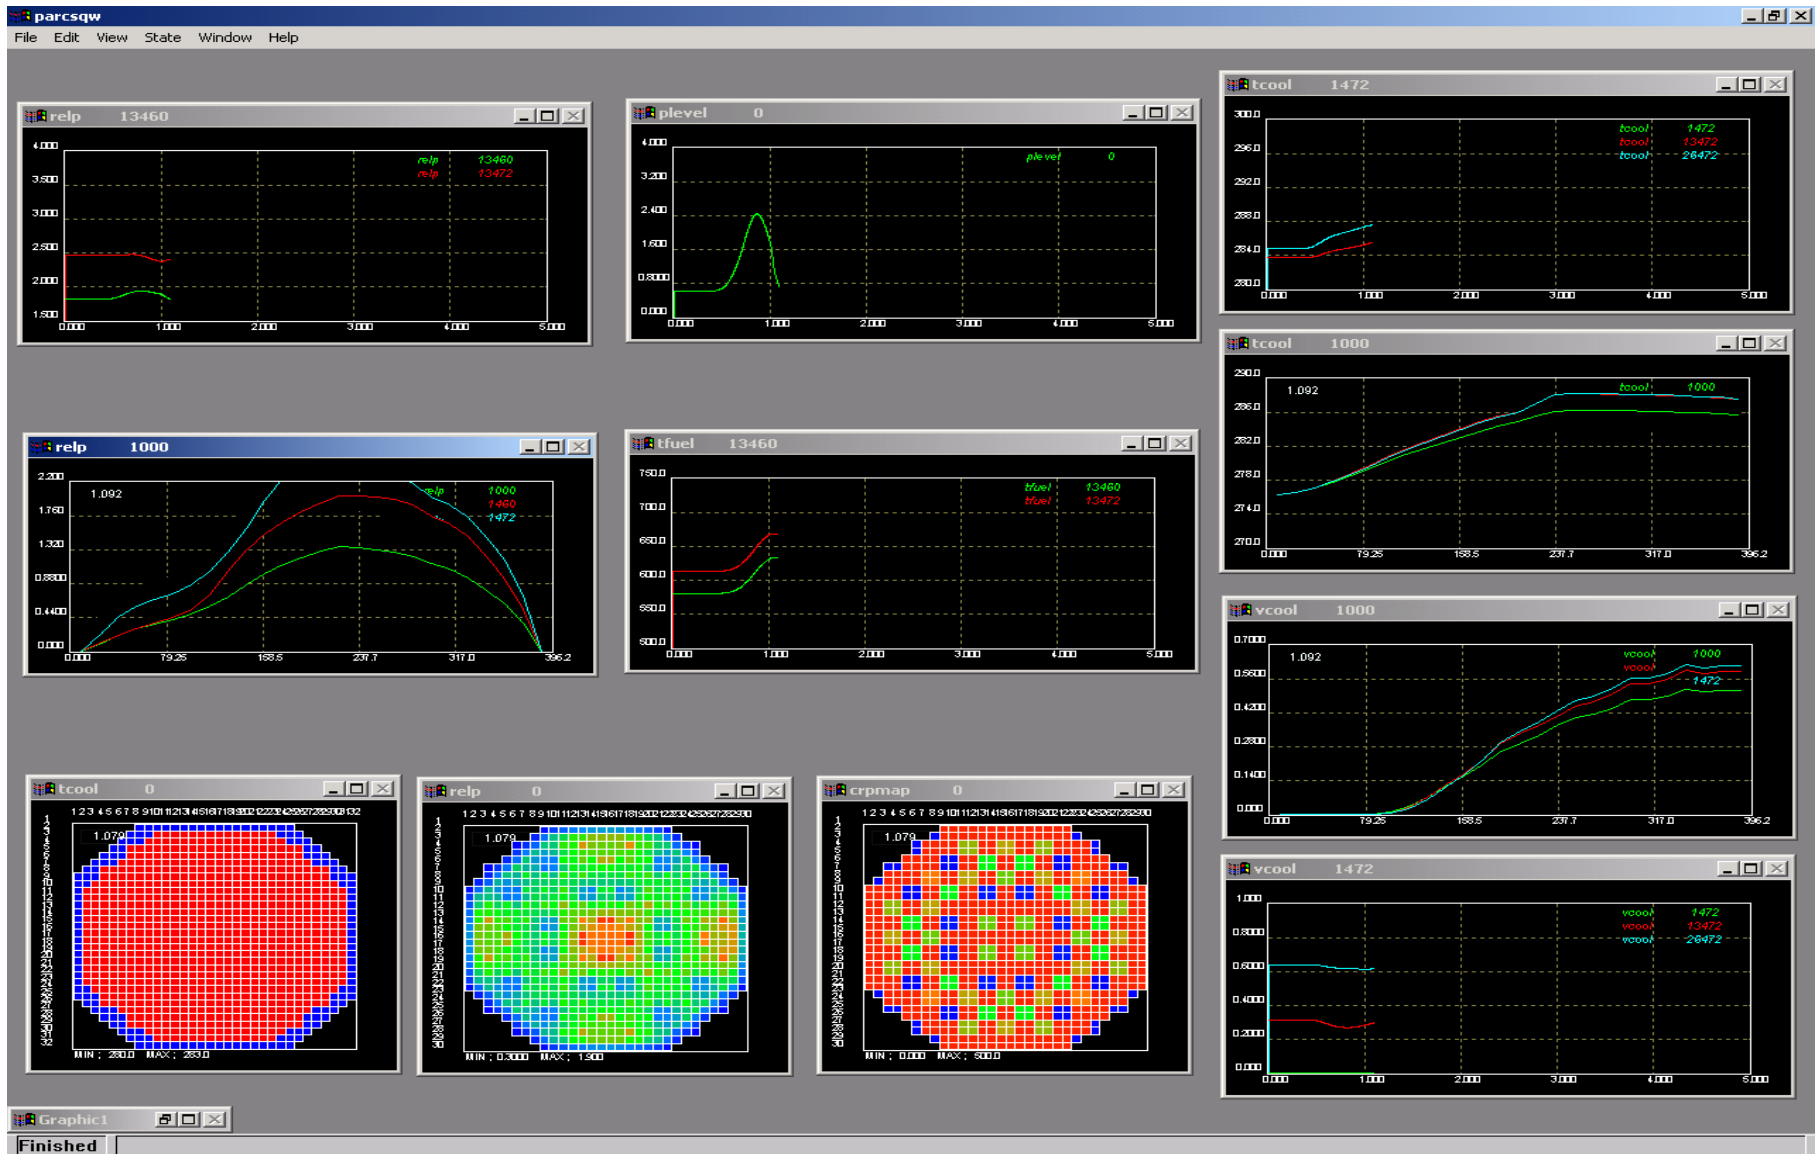 parcsqw
File Edit View State Window Help
relp 13460
4.000
3.500
3.000
2.500
2.000
1.500
0.000 1.000 2.000 3.000 4.000 5.000
relp 13460
relp 13472
plevel 0
4.000
3.200
2.400
1.600
0.8000
0.000
0.000 1.000 2.000 3.000 4.000 5.000
plevel 0
tcool 1472
300.0
296.0
292.0
288.0
284.0
280.0
0.000 1.000 2.000 3.000 4.000 5.000
tcool 1472
tcool 13472
tcool 26472
tcool 1000
290.0
286.0
282.0
278.0
274.0
270.0
0.000 79.25 158.5 237.7 317.0 396.2
1.092
tcool 1000
relp 1000
2.200
1.760
1.320
0.8800
0.4400
0.000
0.000 79.25 158.5 237.7 317.0 396.2
1.092
relp 1000
1460
1472
tfuel 13460
750.0
700.0
650.0
600.0
550.0
500.0
0.000 1.000 2.000 3.000 4.000 5.000
tfuel 13460
tfuel 13472
vcool 1000
0.7000
0.5600
0.4200
0.2800
0.1400
0.000
0.000 79.25 158.5 237.7 317.0 396.2
1.092
vcool 1000
vcool
1472
tcool 0
1.079
MIN : 280.0 MAX : 283.0
relp 0
1.079
MIN : 0.3000 MAX : 1.900
crpmap 0
1.079
MIN : 0.000 MAX : 500.0
vcool 1472
1.000
0.8000
0.6000
0.4000
0.2000
0.000
0.000 1.000 2.000 3.000 4.000 5.000
vcool 1472
vcool 13472
vcool 26472
Graphic1
Finished